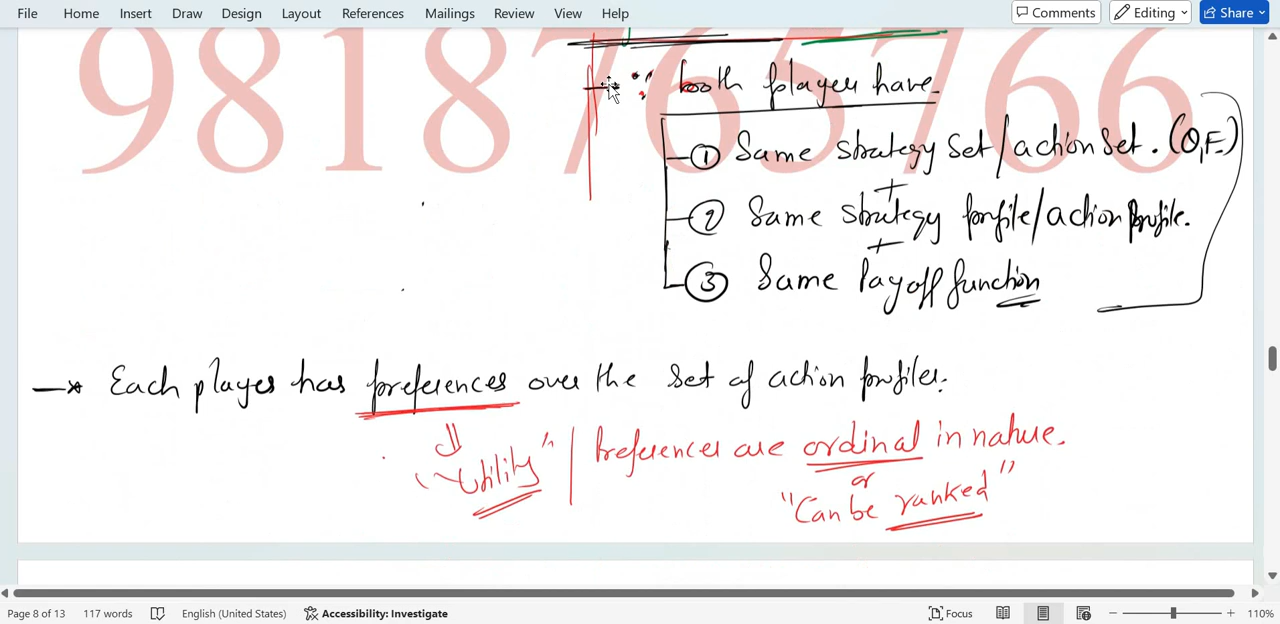 File Home Insert Draw Design Layout References Mailings Review View Help Comments Editing Share
9818765766
∵ both player have.
① Same strategy set/action set. (O,F)
+
② Same strategy profile/action profile.
+
③ Same Payoff function
→* Each player has preferences over the set of action profiles.
⇓
"Utility" | Preferences are ordinal in nature.
or
"Can be ranked"
Page 8 of 13 117 words English (United States) Accessibility: Investigate Focus 110%